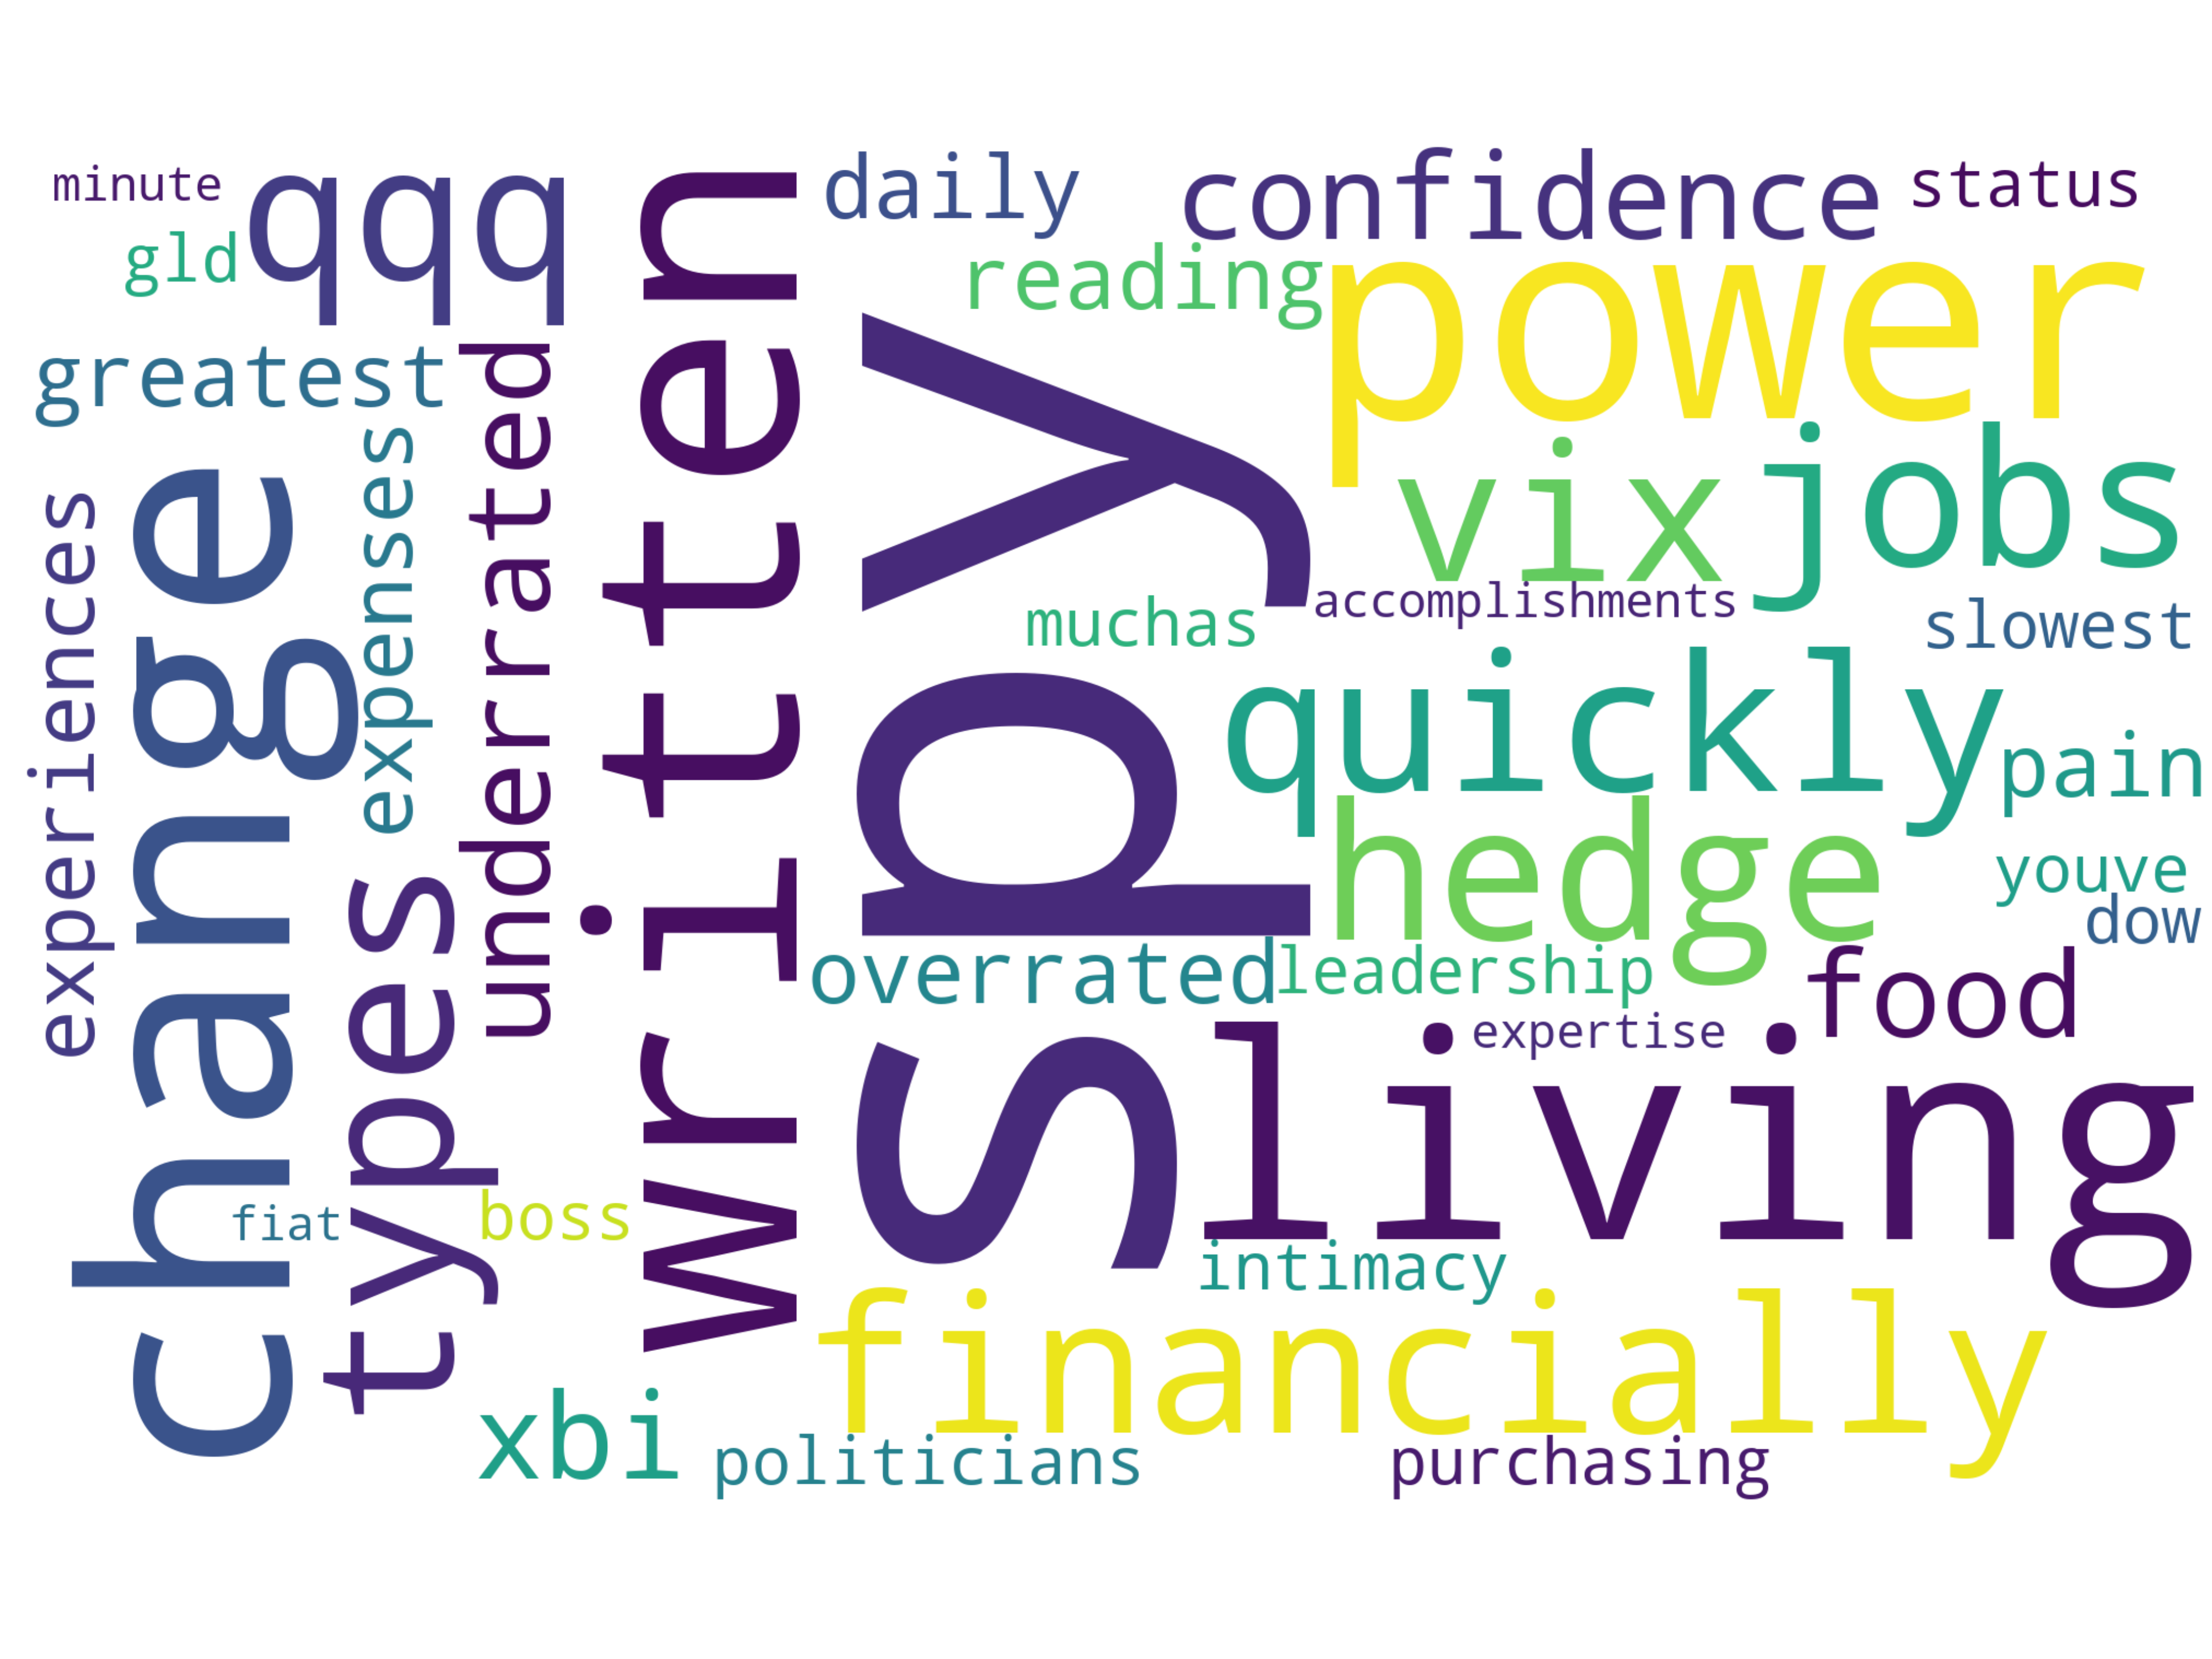 minute
qqq
daily
confidence
status
gld
reading
power
greatest
written
change
experiences
expenses
underrated
types
spy
vix
jobs
muchas
accomplishments
slowest
quickly
pain
hedge
youve
dow
overrated
leadership
food
expertise
living
fiat
boss
intimacy
financially
xbi
politicians
purchasing